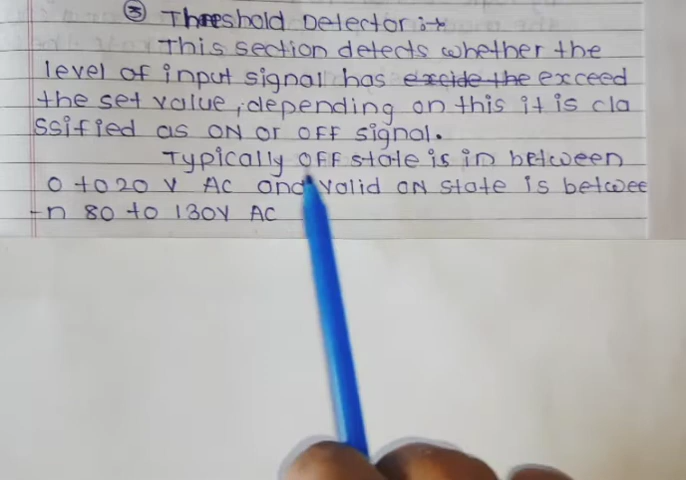 ③ Threshold Detector :-
This section detects whether the
level of input signal has excide the exceed
the set value, depending on this it is cla
ssified as ON or OFF signal.
Typically OFF state is in between
0 to 20 V AC and valid ON state is betwee
-n 80 to 130V AC